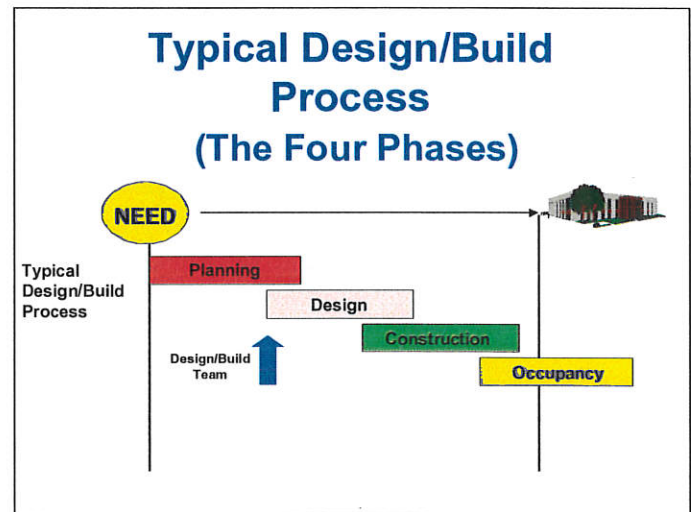 Typical Design/Build
Process
(The Four Phases)
NEED
Typical
Design/Build
Process
Planning
Design
Construction
Design/Build
Team
Occupancy